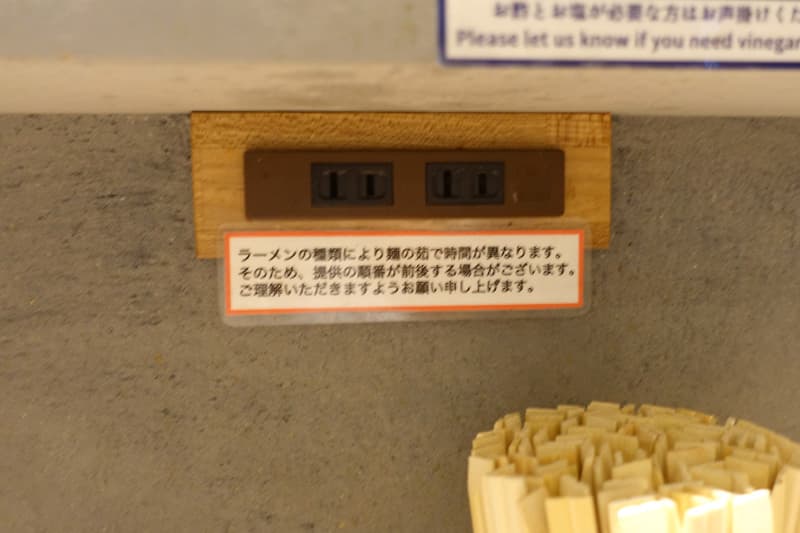 お酢とお塩が必要な方はお声掛けくだ
Please let us know if you need vinegar
ラーメンの種類により麺の茹で時間が異なります。
そのため、提供の順番が前後する場合がございます。
ご理解いただきますようお願い申し上げます。